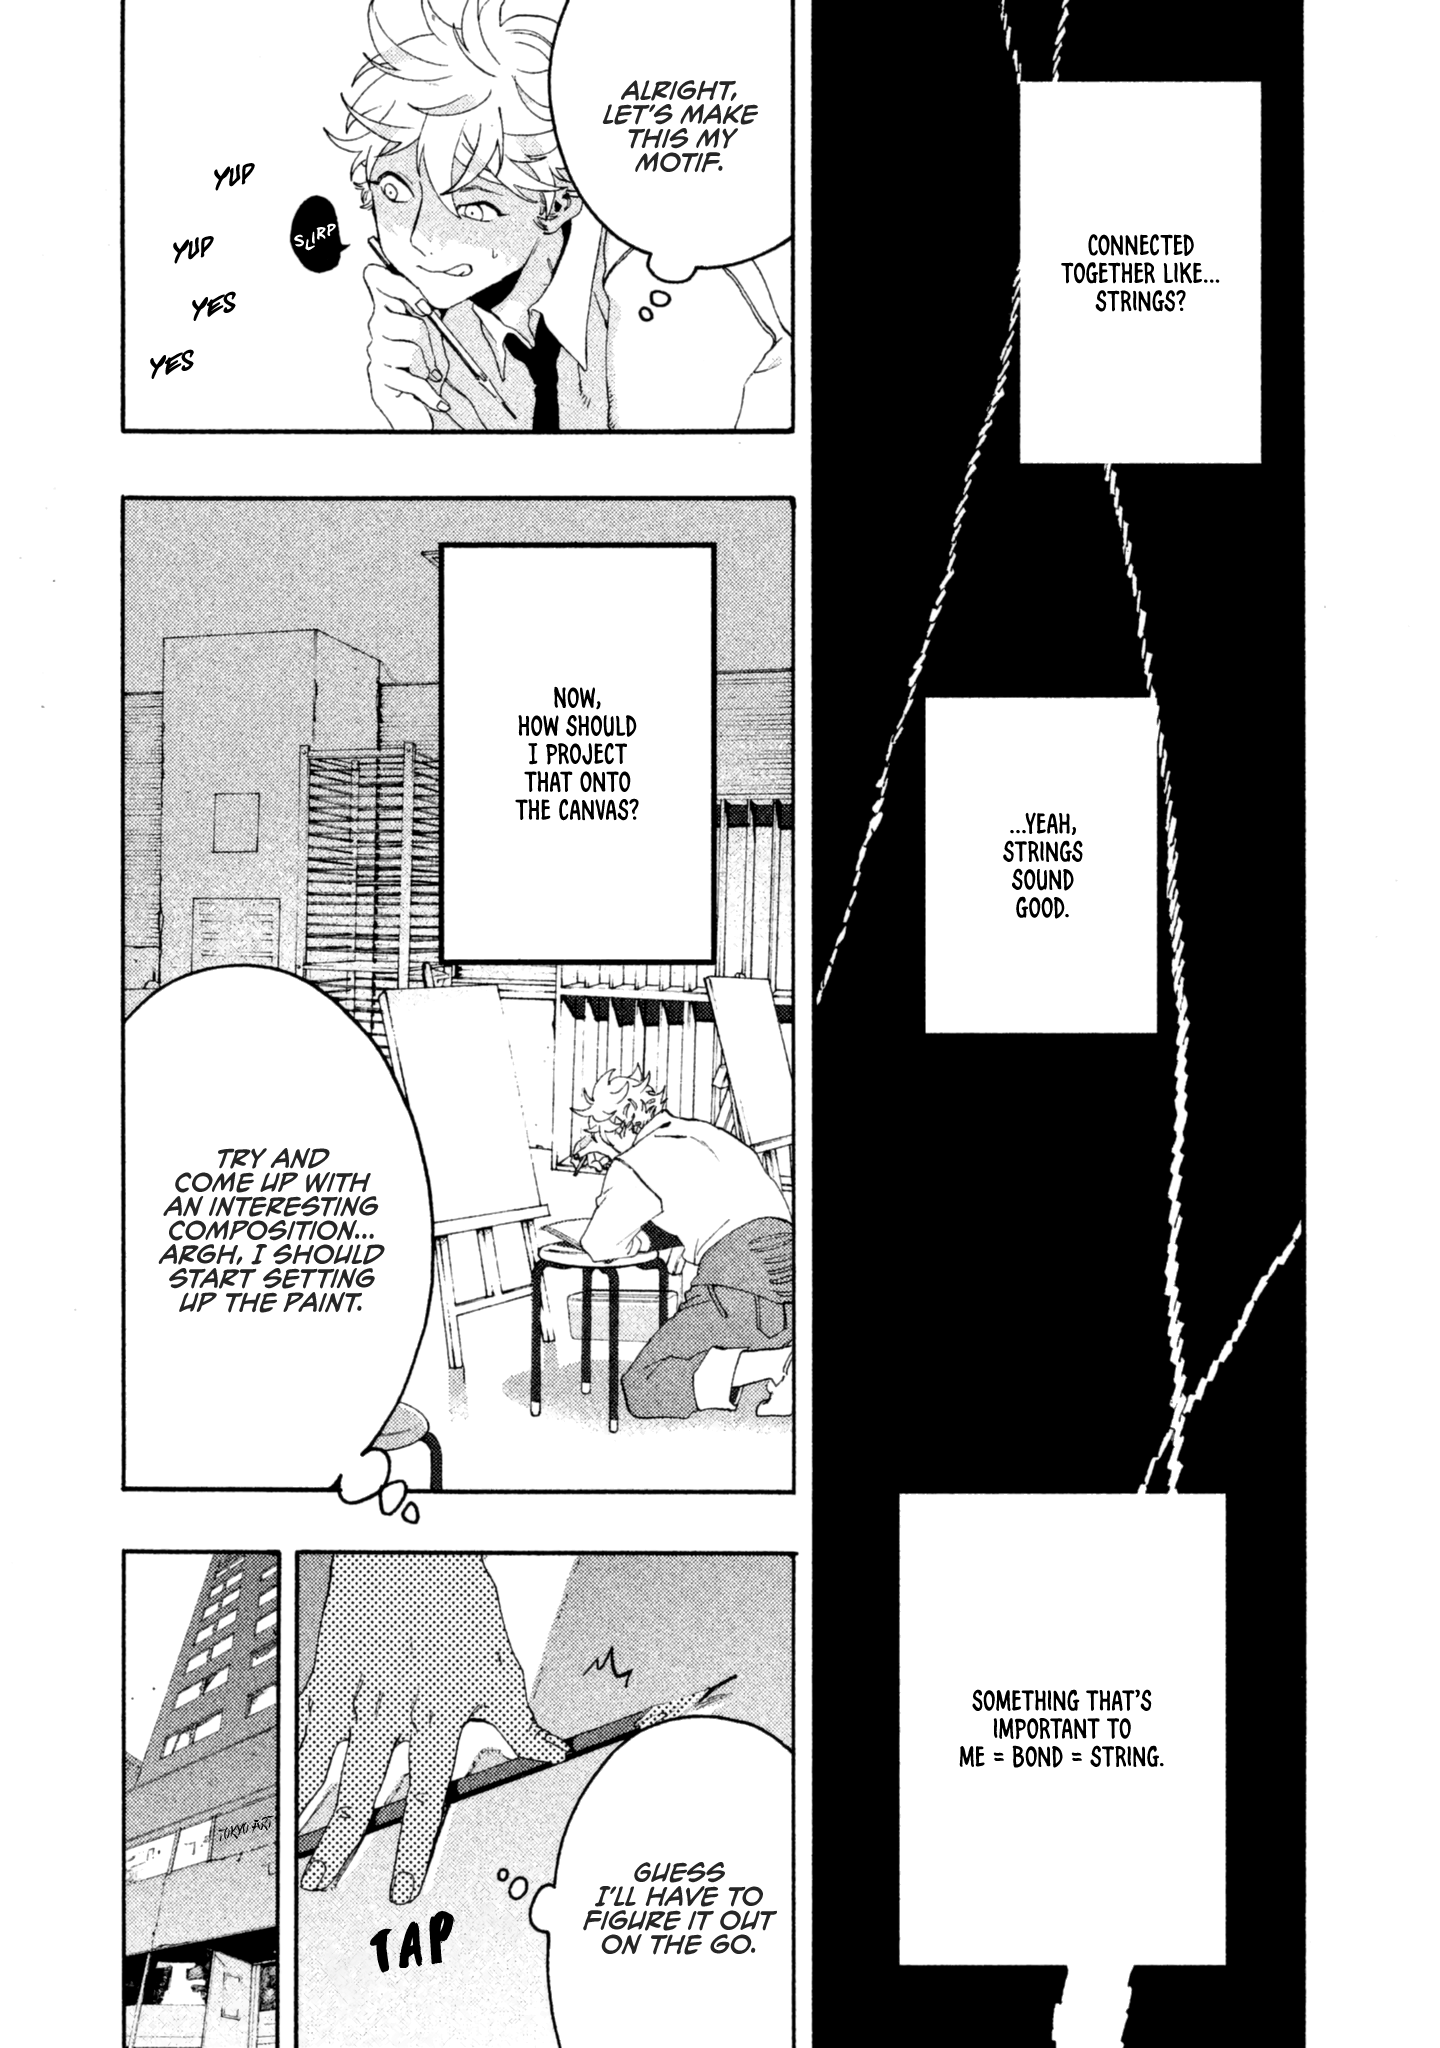 CONNECTED
TOGETHER LIKE...
STRINGS?
...YEAH,
STRINGS
SOUND
GOOD.
SOMETHING THAT'S
IMPORTANT TO
ME = BOND = STRING.
ALRIGHT,
LET'S MAKE
THIS MY
MOTIF.
SLIRP
YUP
YUP
YES
YES
NOW,
HOW SHOULD
I PROJECT
THAT ONTO
THE CANVAS?
TRY AND
COME UP WITH
AN INTERESTING
COMPOSITION...
ARGH, I SHOULD
START SETTING
UP THE PAINT.
GUESS
I'LL HAVE TO
FIGURE IT OUT
ON THE GO.
TAP
TOKYO ART